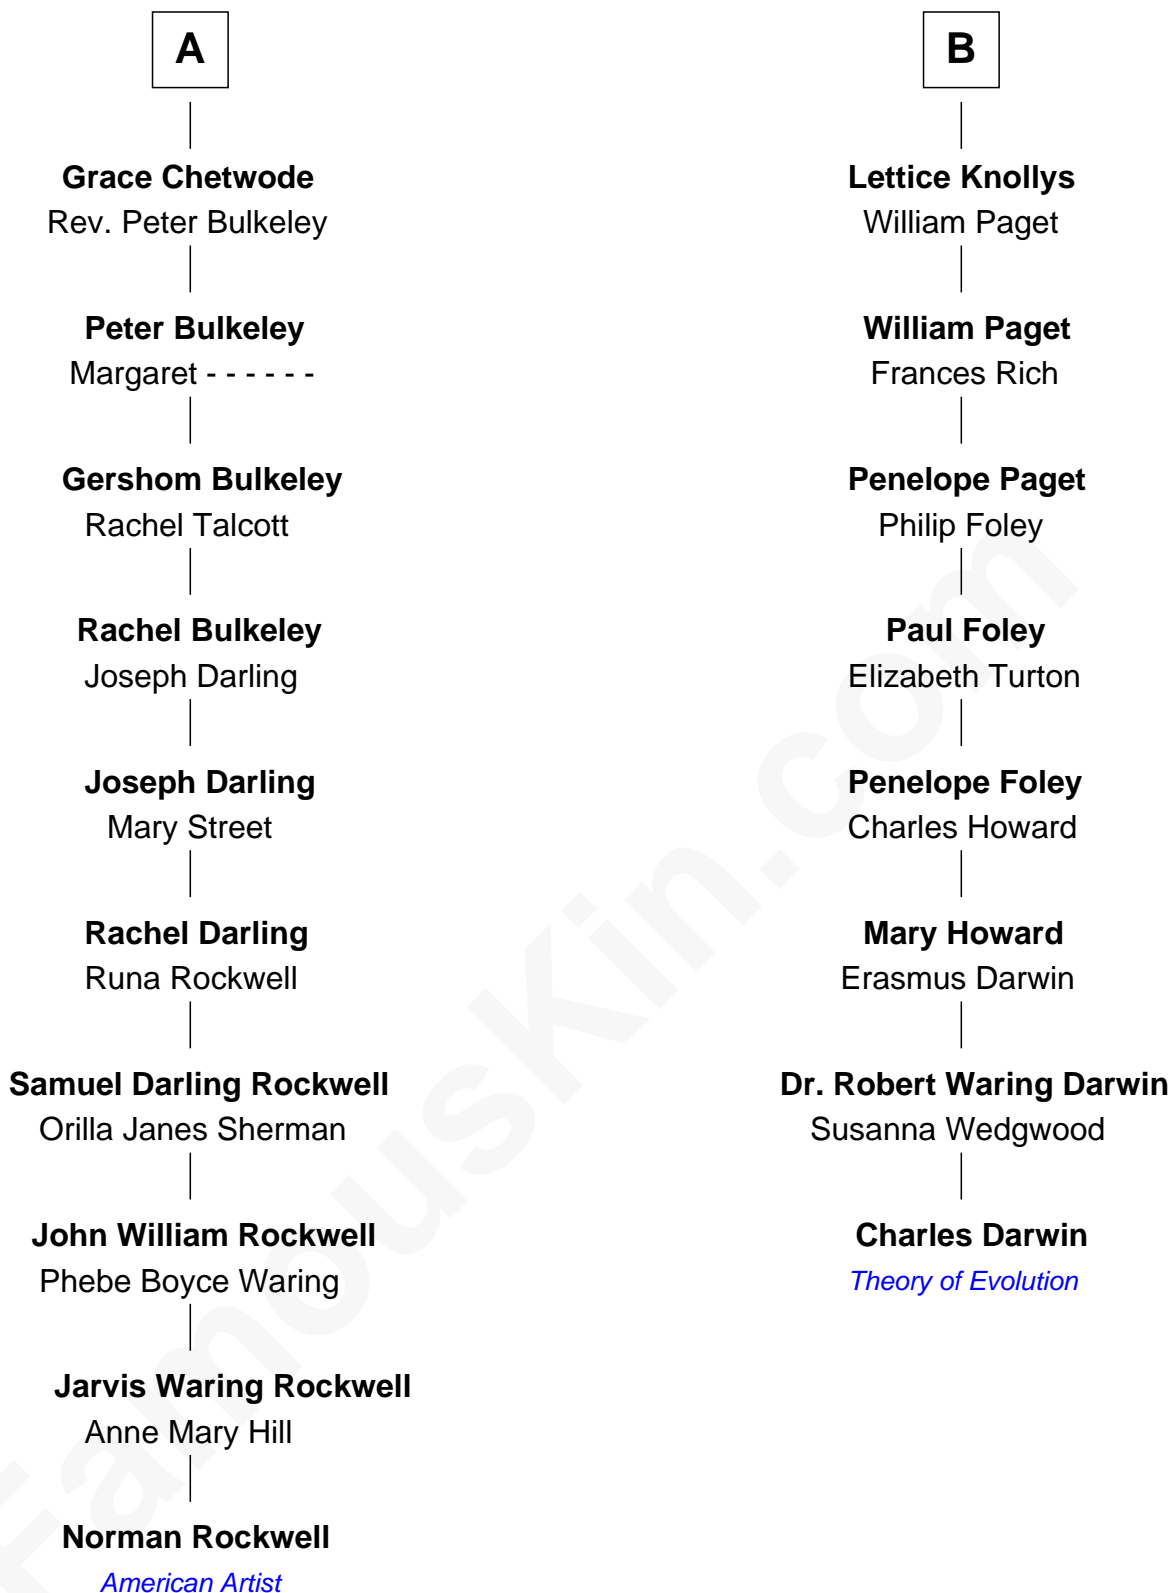 A
Grace Chetwode
Rev. Peter Bulkeley
Peter Bulkeley
Margaret - - - - - -
Gershom Bulkeley
Rachel Talcott
Rachel Bulkeley
Joseph Darling
Joseph Darling
Mary Street
Rachel Darling
Runa Rockwell
Samuel Darling Rockwell
Orilla Janes Sherman
John William Rockwell
Phebe Boyce Waring
Jarvis Waring Rockwell
Anne Mary Hill
Norman Rockwell
American Artist
B
Lettice Knollys
William Paget
William Paget
Frances Rich
Penelope Paget
Philip Foley
Paul Foley
Elizabeth Turton
Penelope Foley
Charles Howard
Mary Howard
Erasmus Darwin
Dr. Robert Waring Darwin
Susanna Wedgwood
Charles Darwin
Theory of Evolution
FamousKin.com